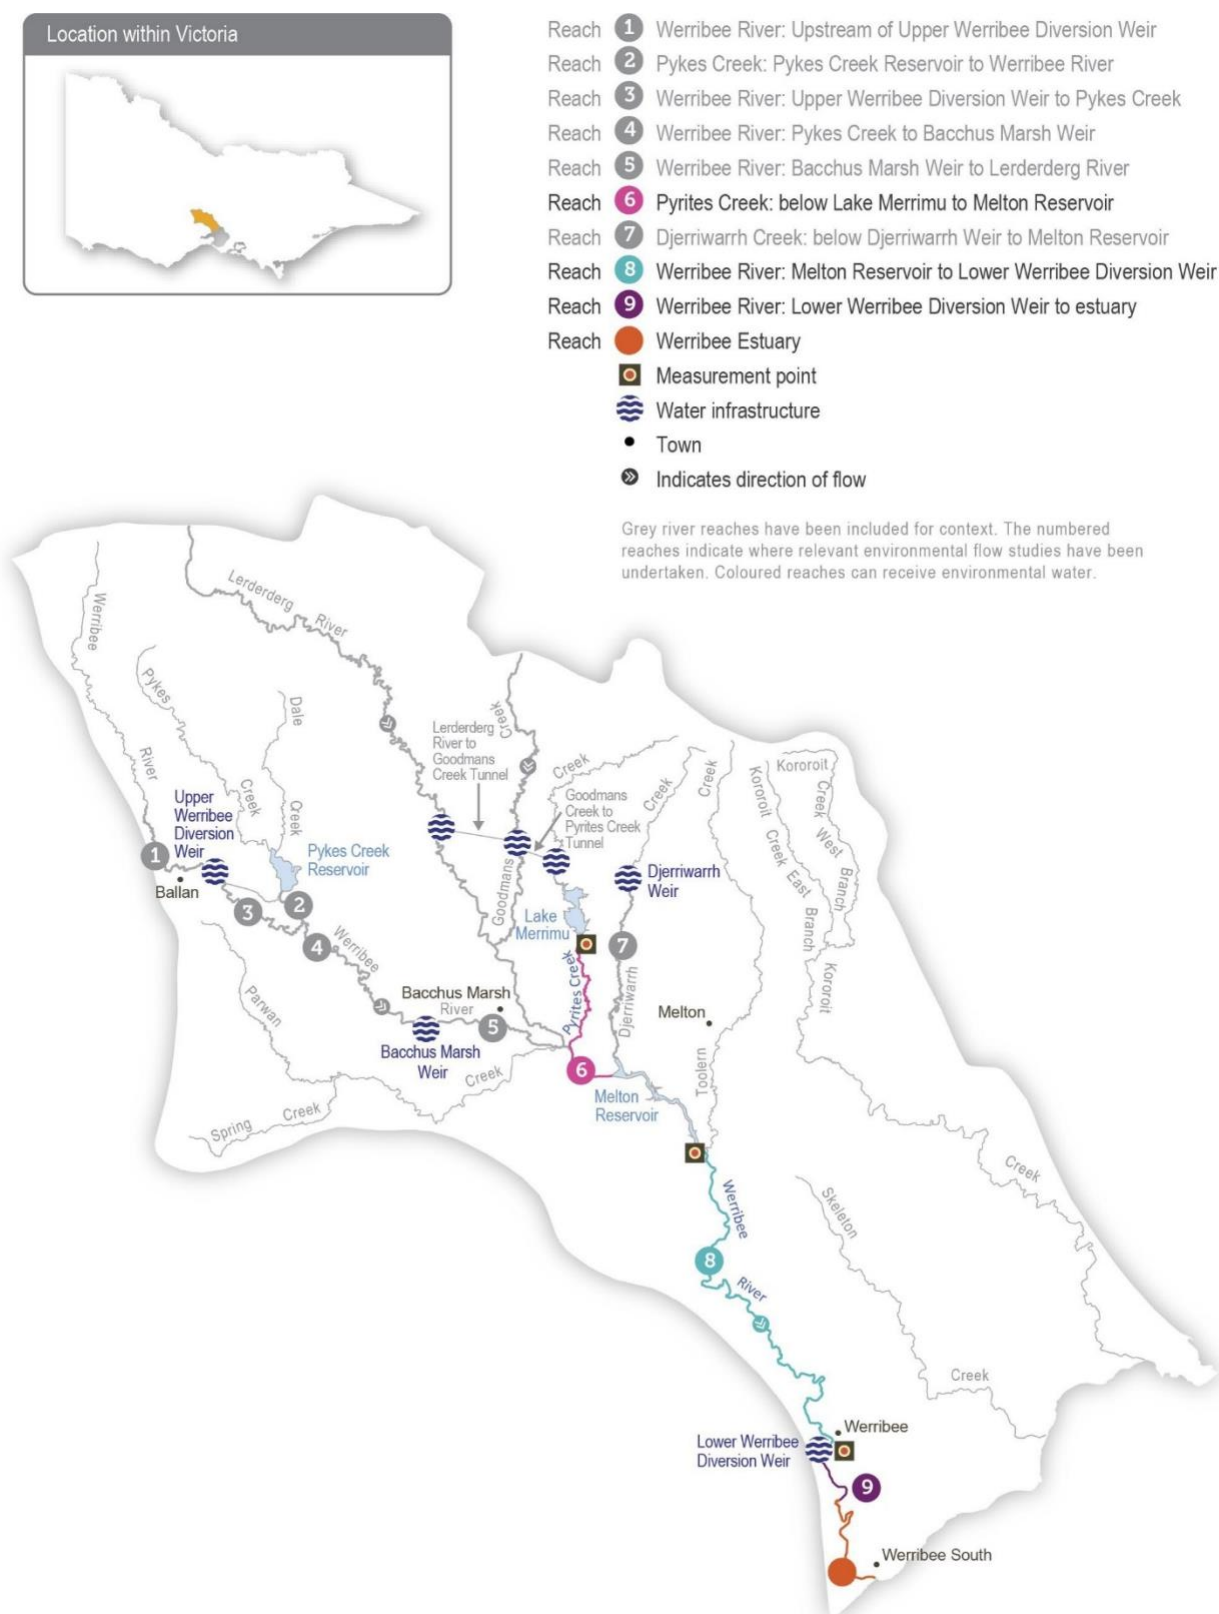 Location within Victoria
Reach 1 Werribee River: Upstream of Upper Werribee Diversion Weir
Reach 2 Pykes Creek: Pykes Creek Reservoir to Werribee River
Reach 3 Werribee River: Upper Werribee Diversion Weir to Pykes Creek
Reach 4 Werribee River: Pykes Creek to Bacchus Marsh Weir
Reach 5 Werribee River: Bacchus Marsh Weir to Lerderderg River
Reach 6 Pyrites Creek: below Lake Merrimu to Melton Reservoir
Reach 7 Djerriwarrh Creek: below Djerriwarrh Weir to Melton Reservoir
Reach 8 Werribee River: Melton Reservoir to Lower Werribee Diversion Weir
Reach 9 Werribee River: Lower Werribee Diversion Weir to estuary
Reach Werribee Estuary
Measurement point
Water infrastructure
Town
Indicates direction of flow
Grey river reaches have been included for context. The numbered
reaches indicate where relevant environmental flow studies have been
undertaken. Coloured reaches can receive environmental water.
Werribee
River
Lerderderg
River
Pykes
Creek
Dale
Creek
Lerderderg
River to
Goodmans
Creek Tunnel
Creek
Goodmans
Creek
Goodmans
Creek to
Pyrites Creek
Tunnel
Creek
Djerriwarrh
Creek
Toolern
Kororoit
Creek East
Branch
Kororoit
Creek West
Branch
Kororoit
Creek
Upper
Werribee
Diversion
Weir
1
Ballan
Pykes Creek
Reservoir
2
3
4
Werribee
River
Djerriwarrh
Weir
Lake
Merrimu
7
Pyrites Creek
Bacchus Marsh
5
Bacchus Marsh
Weir
Parwan
Creek
Spring
Creek
6
Melton
Melton
Reservoir
Werribee
8
River
Skeleton
Creek
Lower Werribee
Diversion Weir
Werribee
9
Werribee South